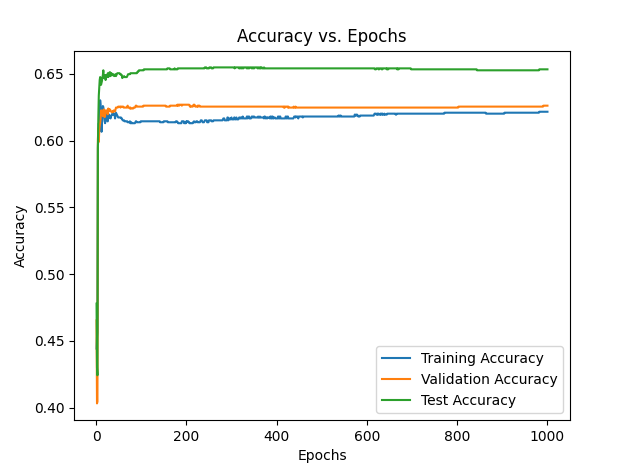 Accuracy vs. Epochs
Accuracy
0.65
0.60
0.55
0.50
0.45
0.40
0
200
400
600
800
1000
Epochs
Training Accuracy
Validation Accuracy
Test Accuracy